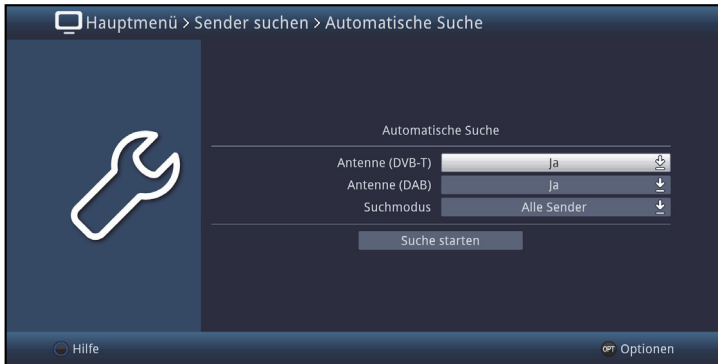 Hauptmenü > Sender suchen > Automatische Suche
Automatische Suche
Antenne (DVB-T) Ja
Antenne (DAB) Ja
Suchmodus Alle Sender
Suche starten
Hilfe OPT Optionen